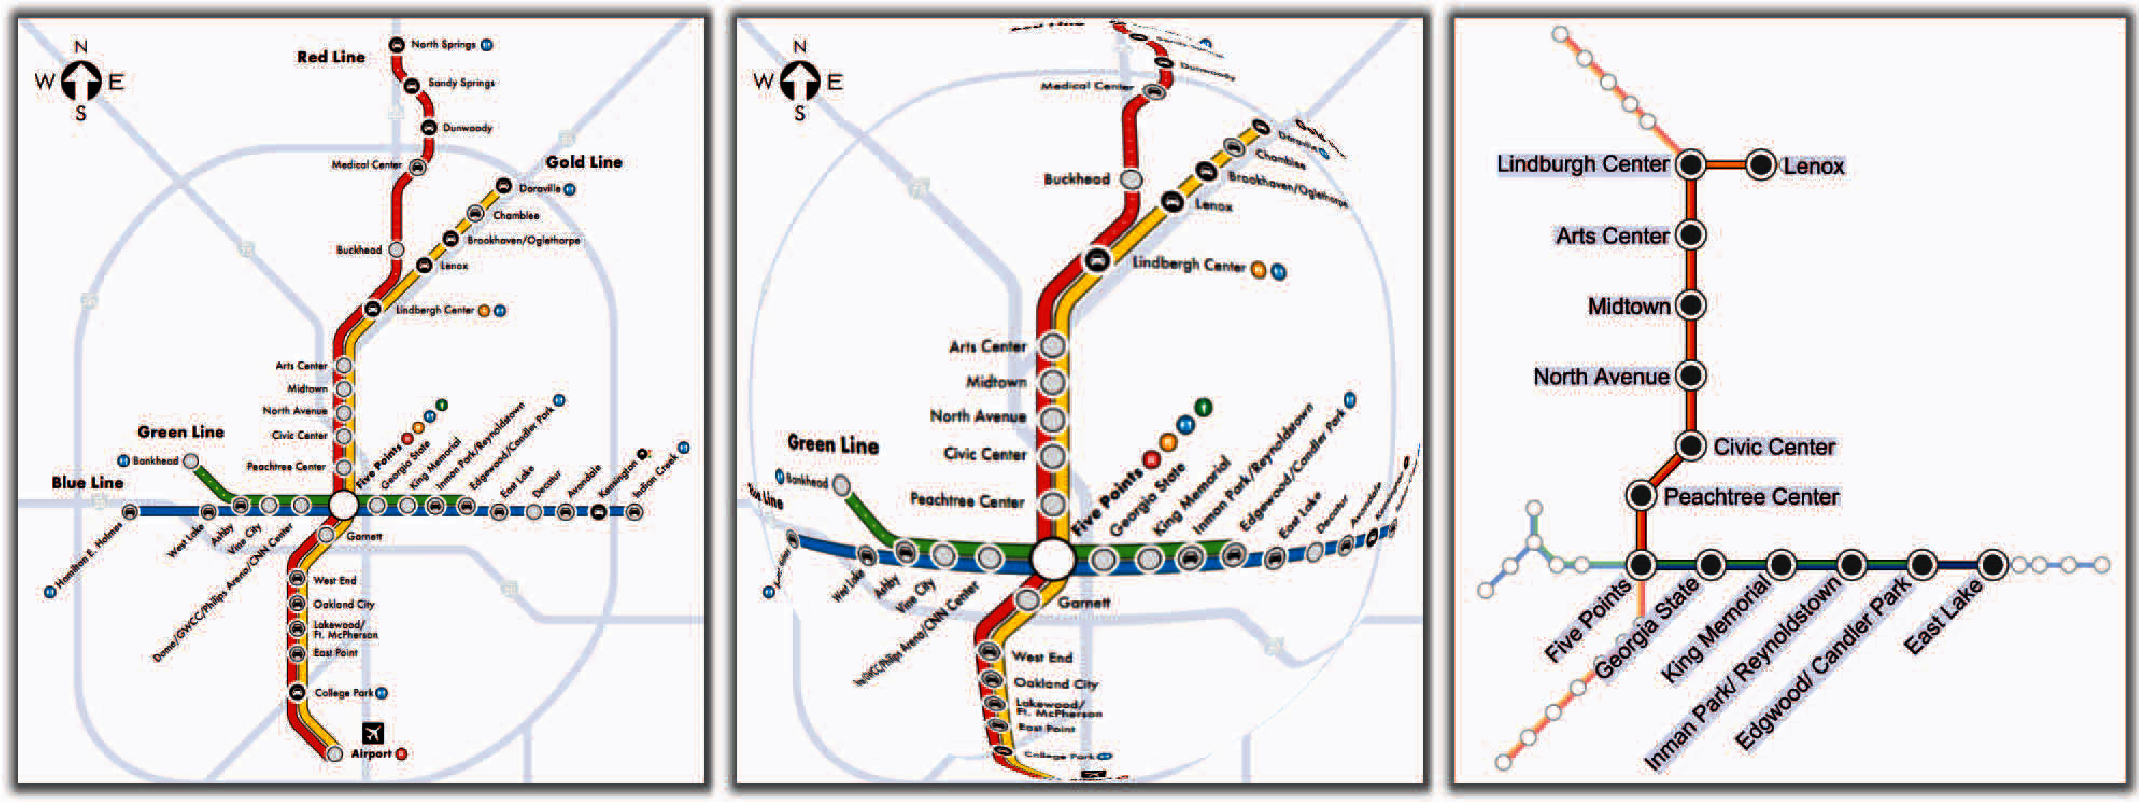 N
W E
S
Red Line
North Springs
Sandy Springs
Dunwoody
Medical Center
Gold Line
Doraville
Chamblee
Brookhaven/Oglethorpe
Buckhead
Lenox
Lindbergh Center
Arts Center
Midtown
North Avenue
Civic Center
Peachtree Center
Green Line
Bankhead
Blue Line
Hamilton E. Holmes
West Lake
Ashby
Vine City
Dome/GWCC/Philips Arena/CNN Center
Five Points
Georgia State
King Memorial
Inman Park/Reynoldstown
Edgewood/Candler Park
East Lake
Decatur
Avondale
Kensington
Indian Creek
Garnett
West End
Oakland City
Lakewood/
Ft. McPherson
East Point
College Park
Airport
N
W E
S
Dunwoody
Medical Center
Chamblee
Brookhaven/Oglethorpe
Buckhead
Lenox
Lindbergh Center
Arts Center
Midtown
North Avenue
Civic Center
Peachtree Center
Green Line
Bankhead
Line
West Lake
Ashby
Vine City
Philips Arena/CNN Center
Five Points
Georgia State
King Memorial
Inman Park/Reynoldstown
Edgewood/Candler Park
East Lake
Decatur
Avondale
Garnett
West End
Oakland City
Lakewood/
Ft. McPherson
East Point
College Park
Lindburgh Center
Lenox
Arts Center
Midtown
North Avenue
Civic Center
Peachtree Center
Five Points
Georgia State
King Memorial
Inman Park/ Reynoldstown
Edgwood/ Candler Park
East Lake